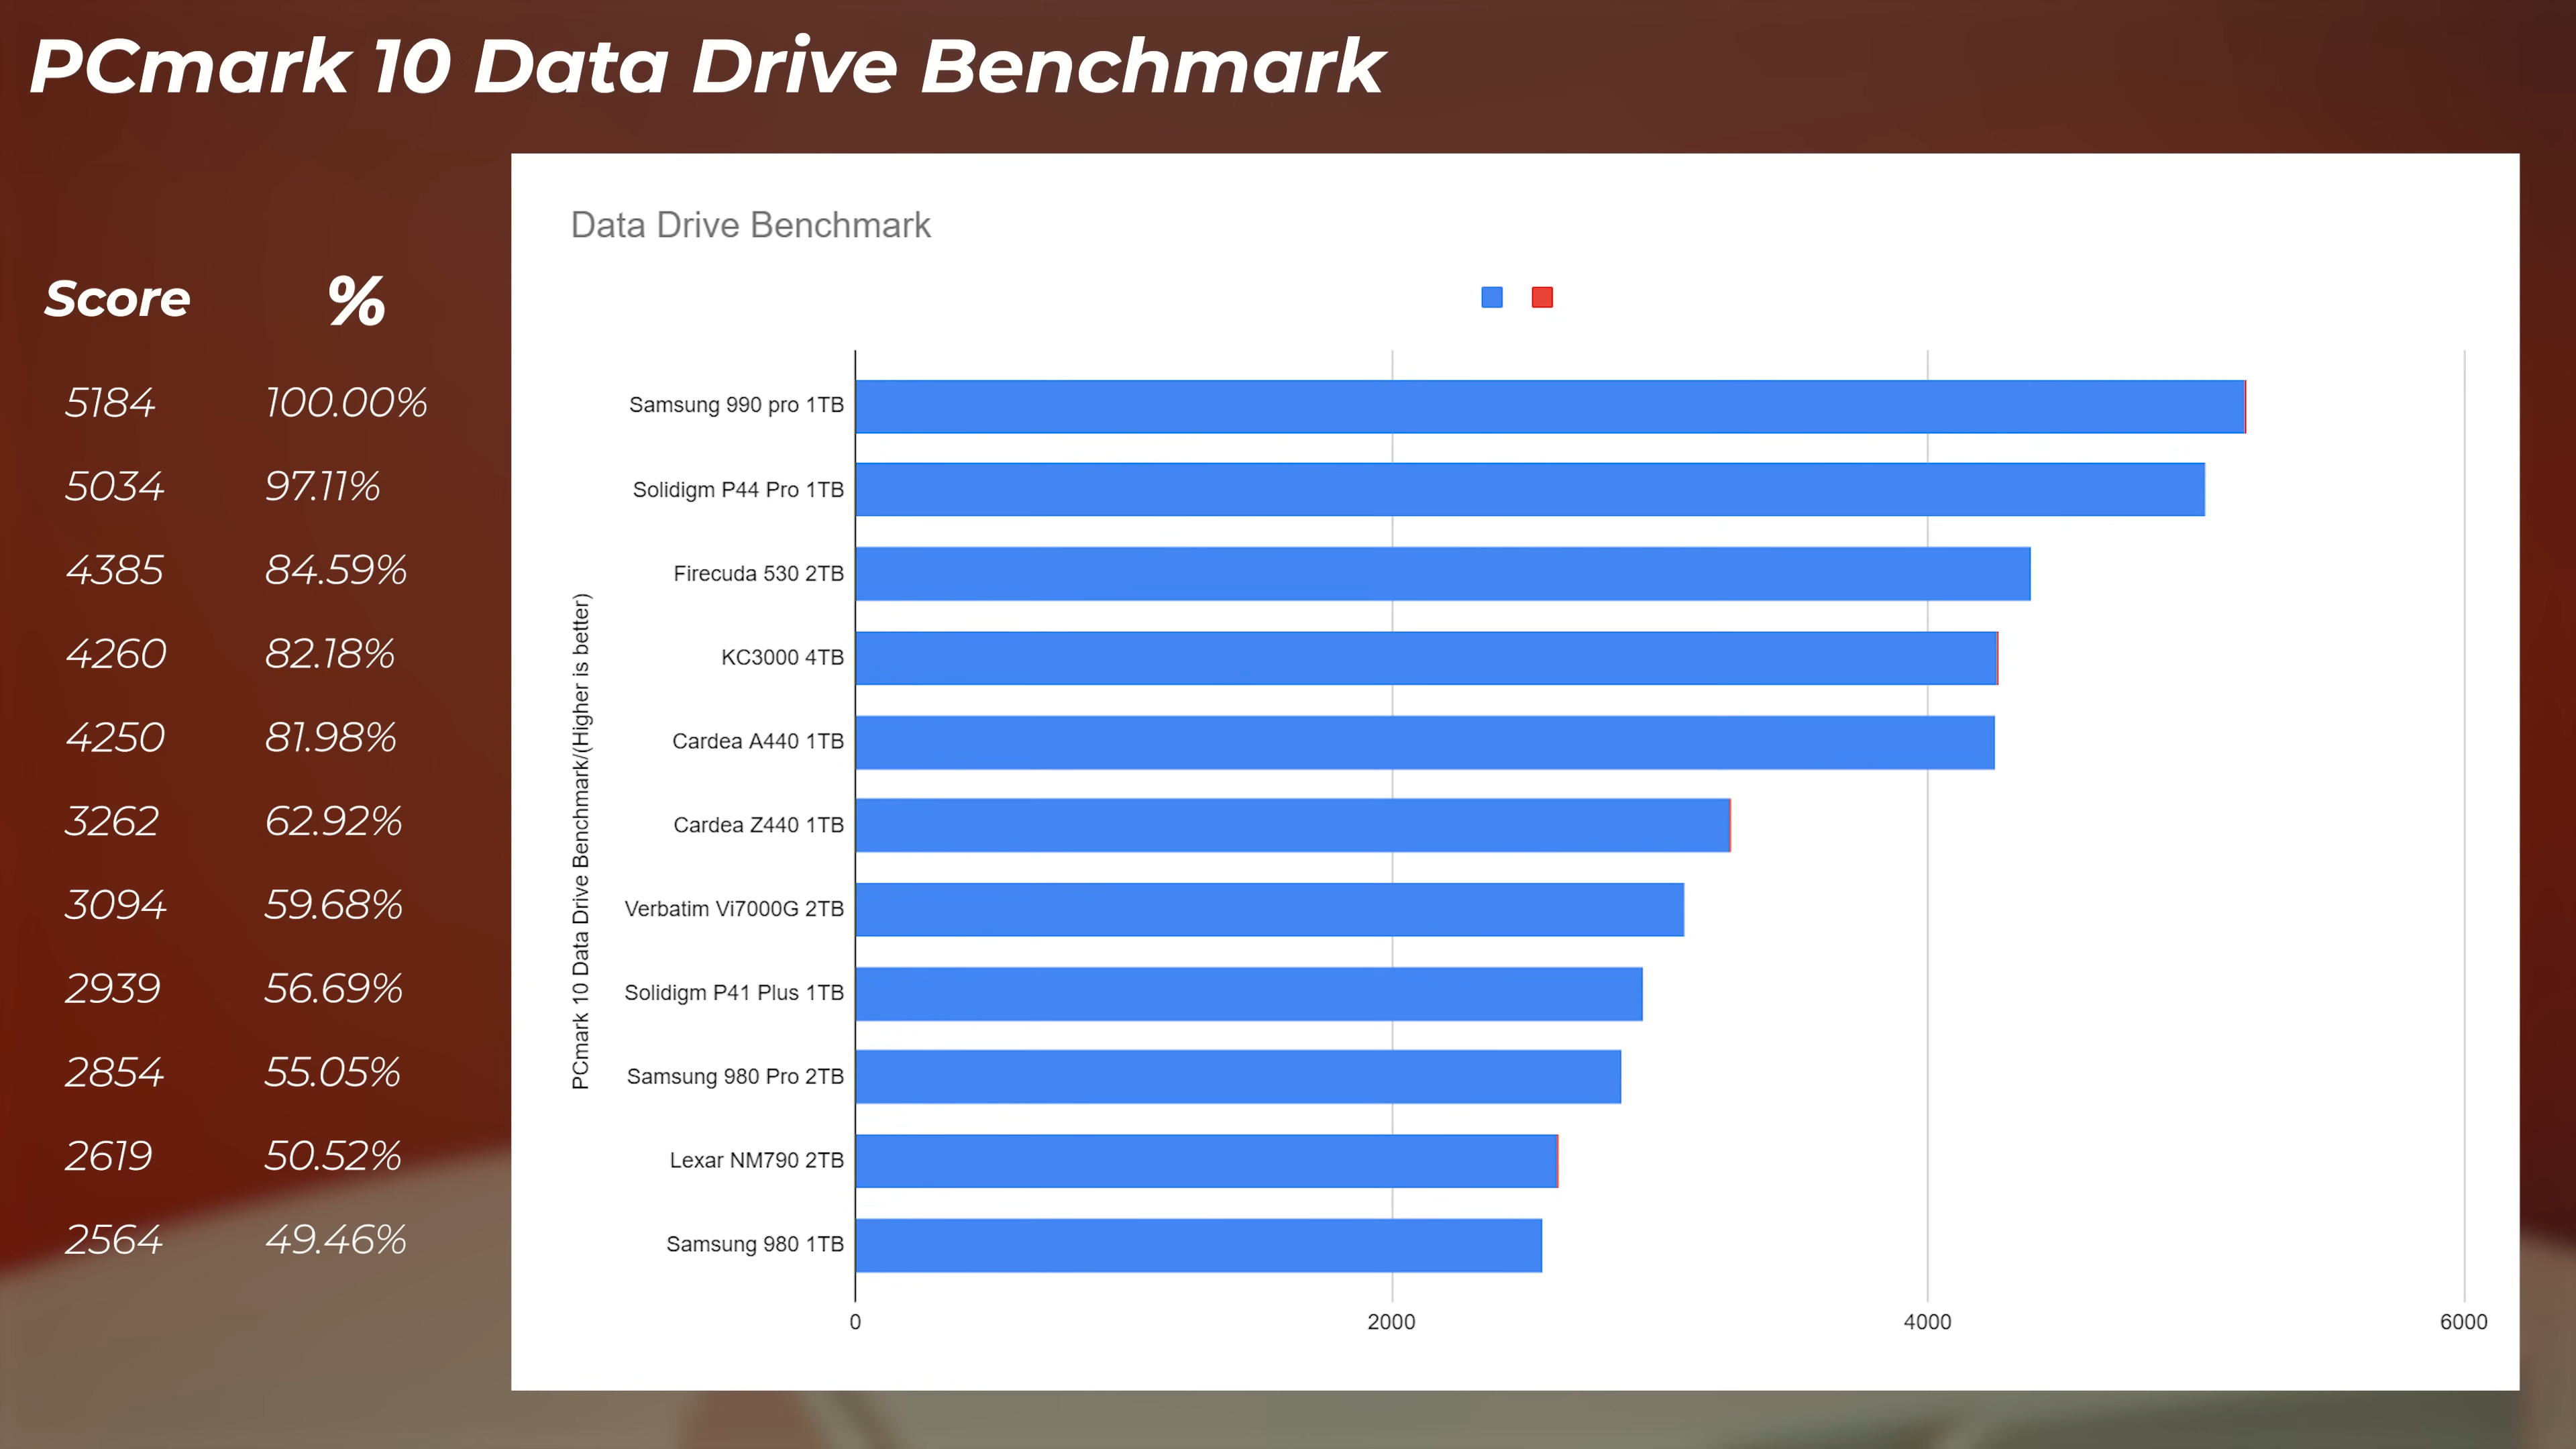 PCmark 10 Data Drive Benchmark
Score %
5184 100.00%
5034 97.11%
4385 84.59%
4260 82.18%
4250 81.98%
3262 62.92%
3094 59.68%
2939 56.69%
2854 55.05%
2619 50.52%
2564 49.46%
Data Drive Benchmark
PCmark 10 Data Drive Benchmark/(Higher is better)
Samsung 990 pro 1TB
Solidigm P44 Pro 1TB
Firecuda 530 2TB
KC3000 4TB
Cardea A440 1TB
Cardea Z440 1TB
Verbatim Vi7000G 2TB
Solidigm P41 Plus 1TB
Samsung 980 Pro 2TB
Lexar NM790 2TB
Samsung 980 1TB
0 2000 4000 6000